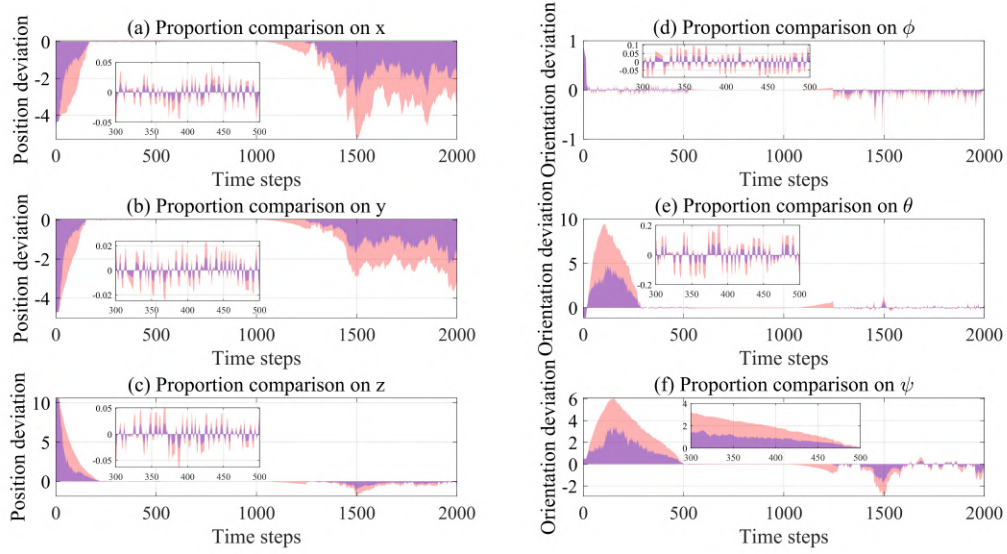 (a) Proportion comparison on x
Position deviation
0
-2
-4
0.05
0
-0.05
300 350 400 450 500
0 500 1000 1500 2000
Time steps
(b) Proportion comparison on y
Position deviation
0
-2
-4
0.02
0
-0.02
300 350 400 450 500
0 500 1000 1500 2000
Time steps
(c) Proportion comparison on z
Position deviation
10
5
0
0.05
0
-0.05
300 350 400 450 500
0 500 1000 1500 2000
Time steps
(d) Proportion comparison on ϕ
Orientation deviation
1
0
-1
0.1
0.05
0
-0.05
300 350 400 450 500
0 500 1000 1500 2000
Time steps
(e) Proportion comparison on θ
Orientation deviation
10
5
0
0.2
0
-0.2
300 350 400 450 500
0 500 1000 1500 2000
Time steps
(f) Proportion comparison on ψ
Orientation deviation
6
4
2
0
-2
4
2
0
300 350 400 450 500
0 500 1000 1500 2000
Time steps